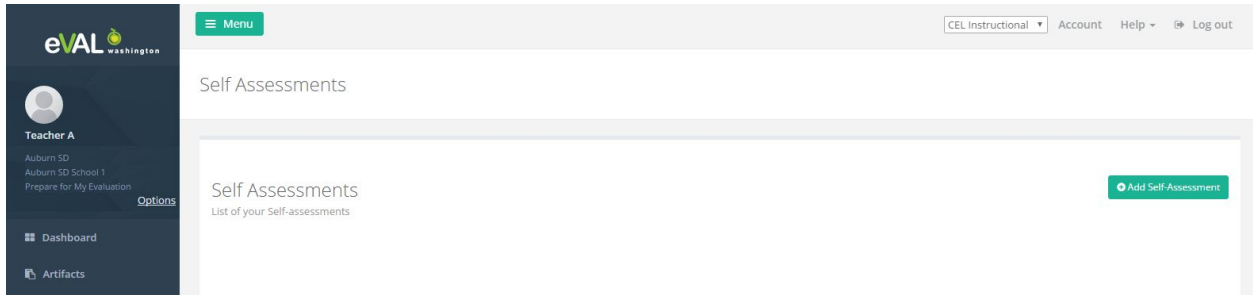 eVAL washington
Teacher A
Auburn SD
Auburn SD School 1
Prepare for My Evaluation
Options
Dashboard
Artifacts
Menu
CEL Instructional
Account
Help
Log out
Self Assessments
Self Assessments
List of your Self-assessments
Add Self-Assessment